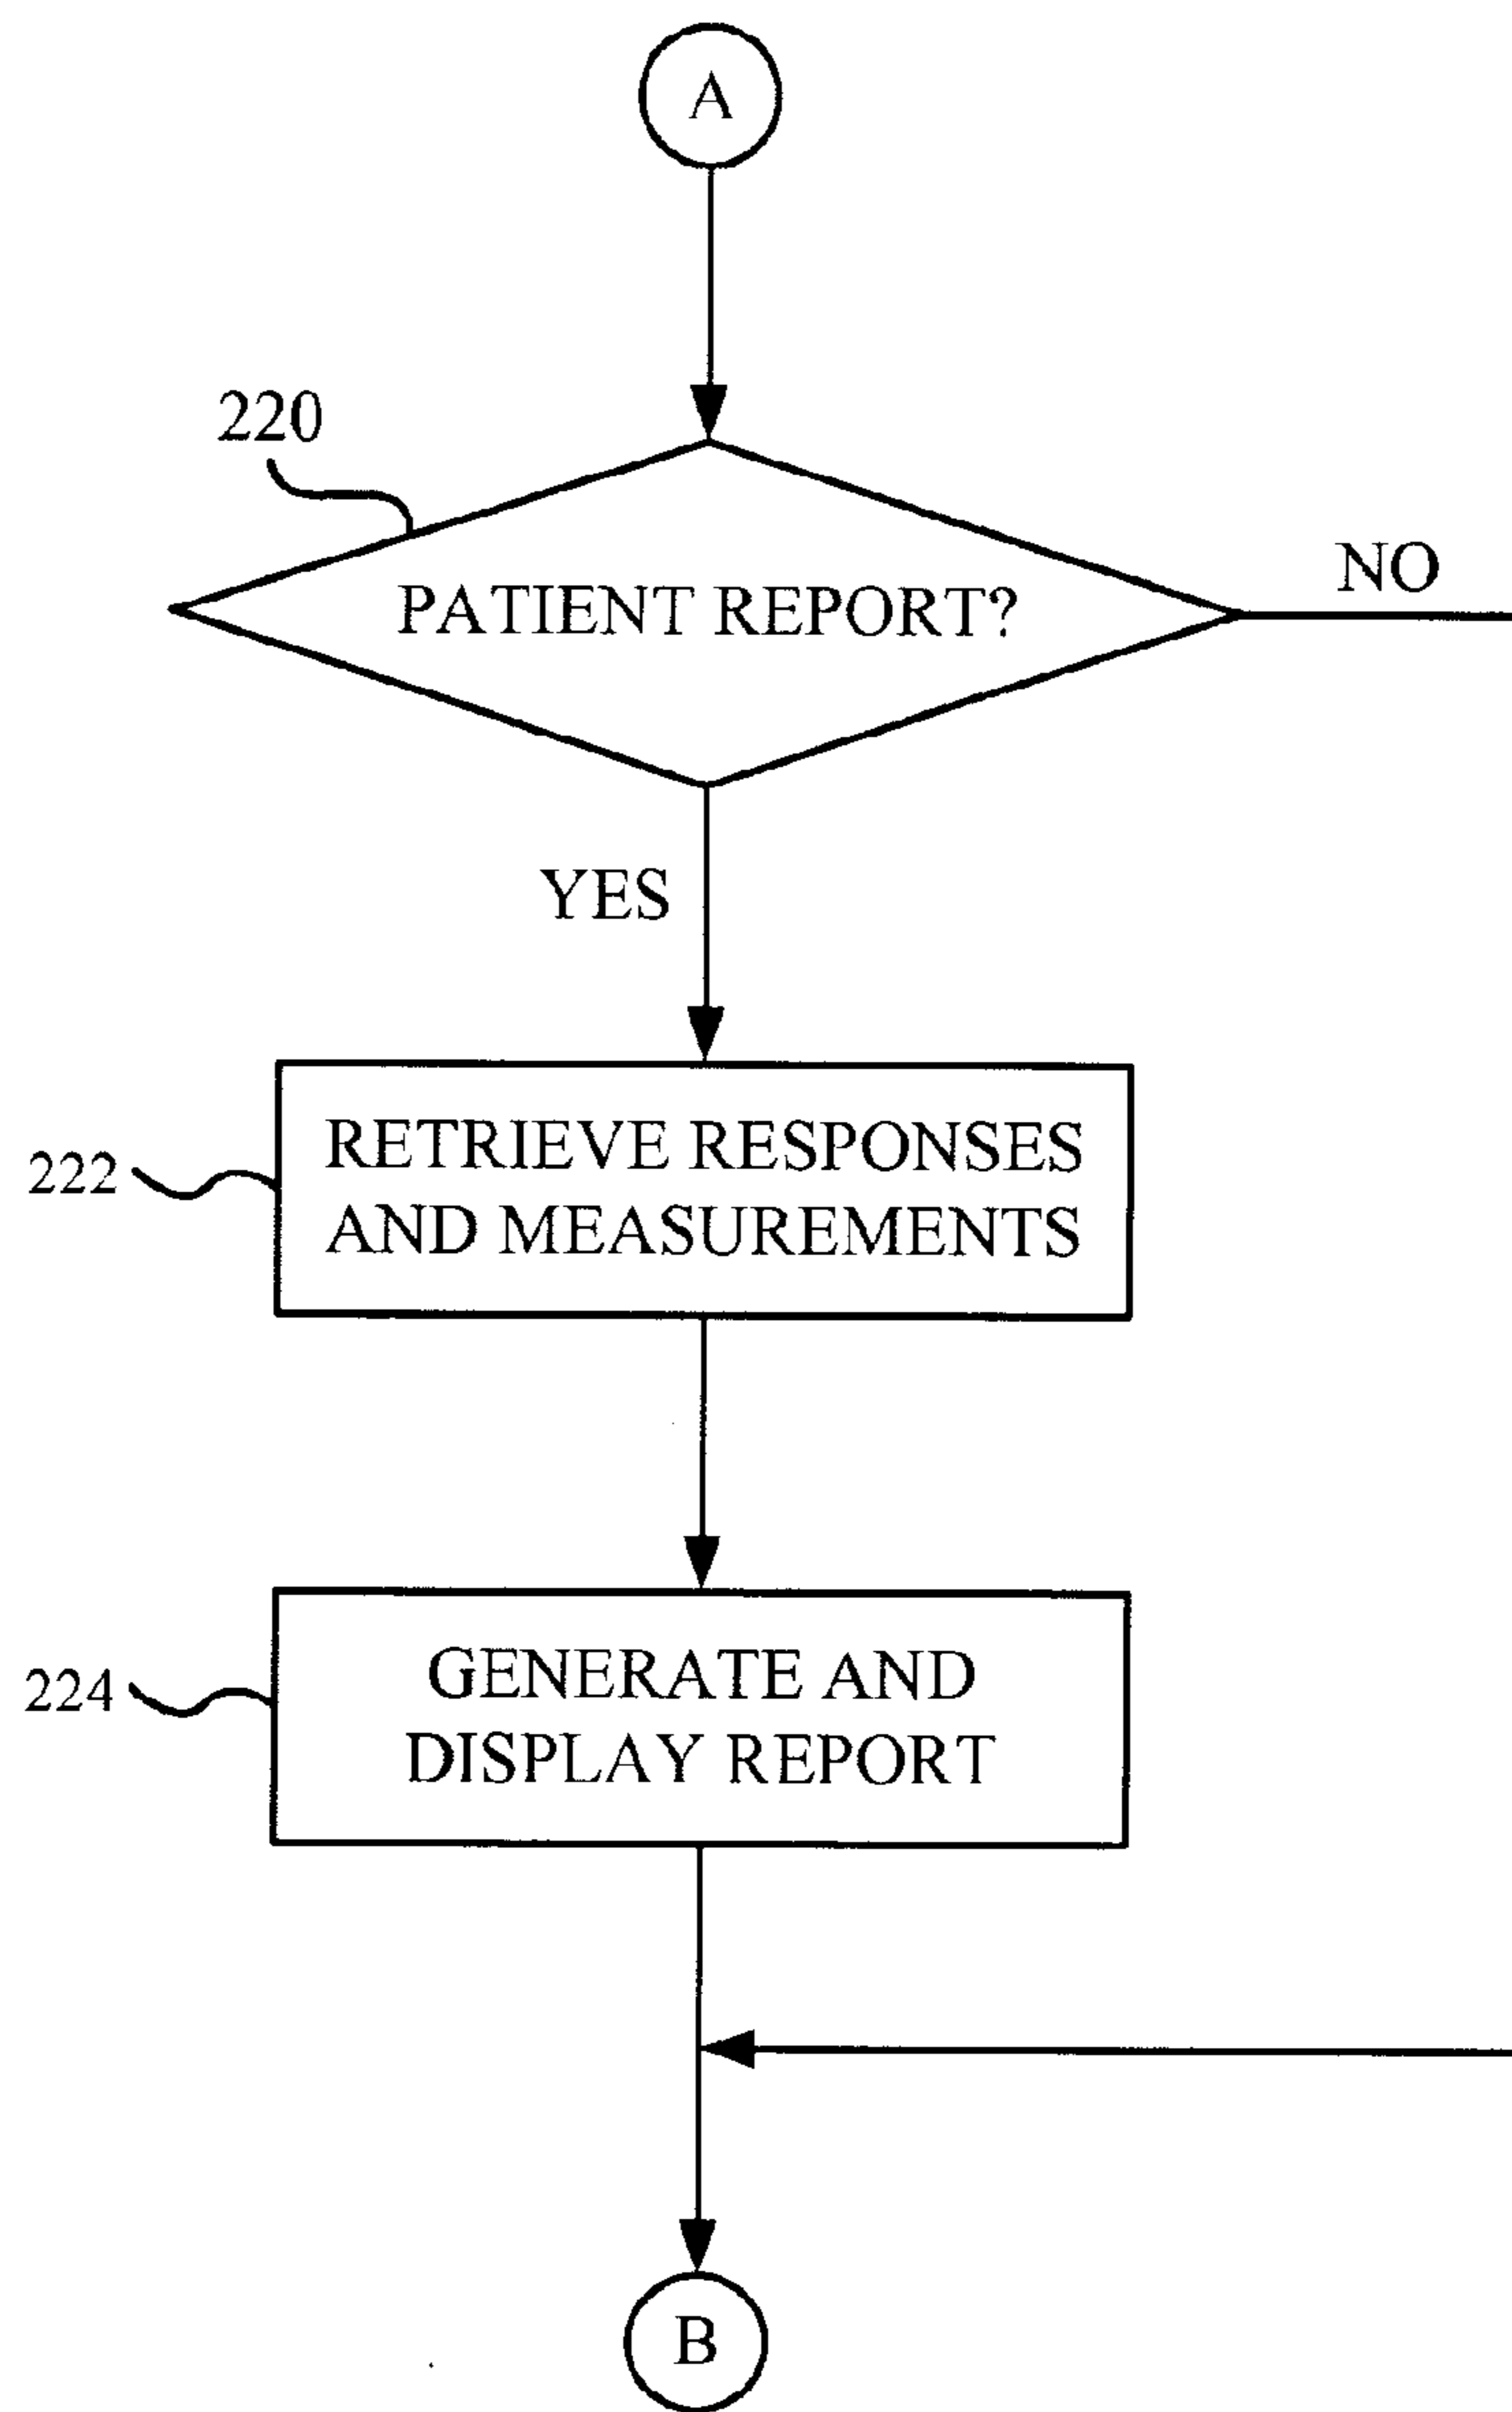 A
220
PATIENT REPORT?
NO
YES
222
RETRIEVE RESPONSES
AND MEASUREMENTS
224
GENERATE AND
DISPLAY REPORT
B